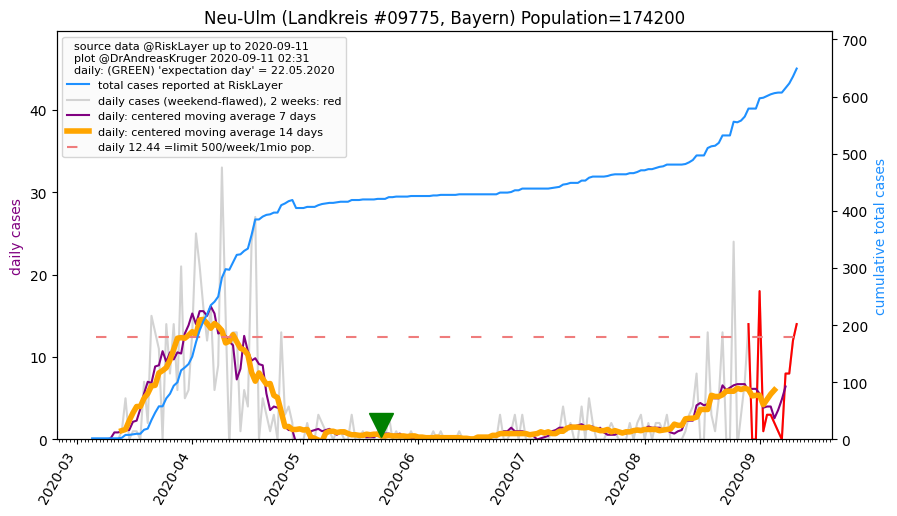 Neu-Ulm (Landkreis #09775, Bayern) Population=174200
source data @RiskLayer up to 2020-09-11
plot @DrAndreasKruger 2020-09-11 02:31
daily: (GREEN) 'expectation day' = 22.05.2020
total cases reported at RiskLayer
daily cases (weekend-flawed), 2 weeks: red
daily: centered moving average 7 days
daily: centered moving average 14 days
daily 12.44 =limit 500/week/1mio pop.
daily cases
40
30
20
10
0
cumulative total cases
700
600
500
400
300
200
100
0
2020-03
2020-04
2020-05
2020-06
2020-07
2020-08
2020-09